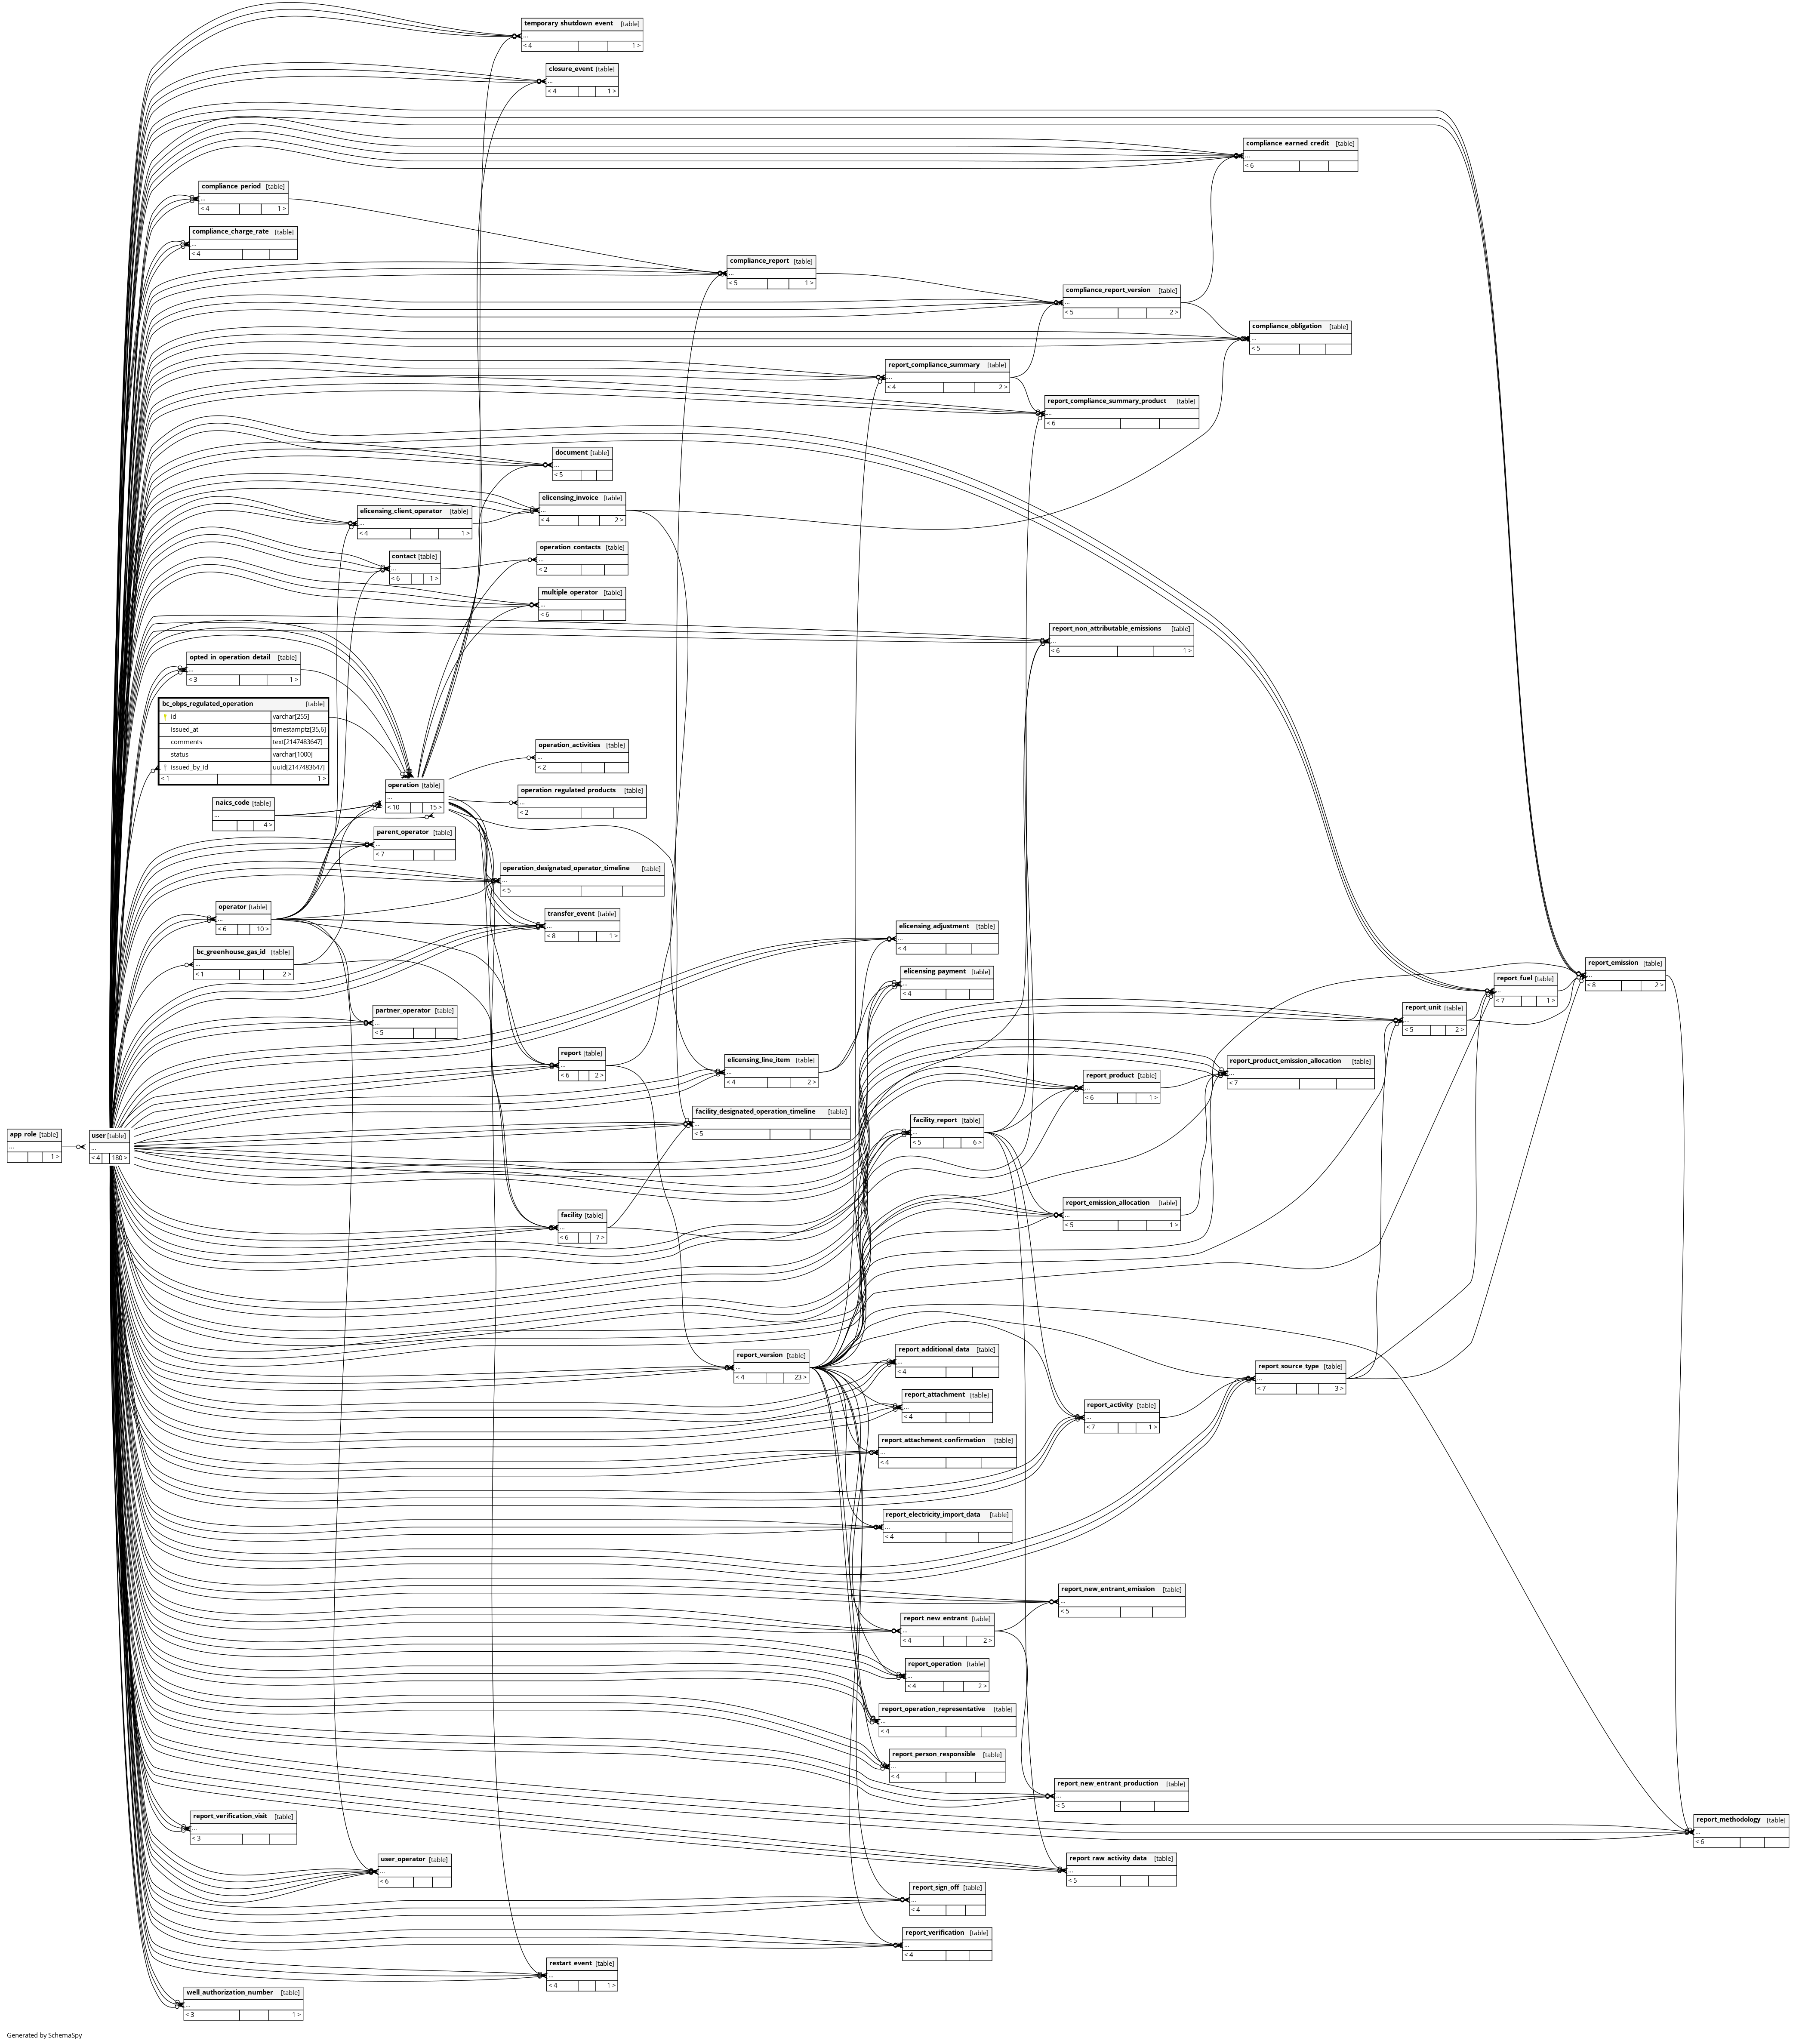 temporary_shutdown_event [table]
...
< 4 1 >
closure_event [table]
...
< 4 1 >
compliance_earned_credit [table]
...
< 6
compliance_period [table]
...
< 4 1 >
compliance_charge_rate [table]
...
< 4
compliance_report [table]
...
< 5 1 >
compliance_report_version [table]
...
< 5 2 >
compliance_obligation [table]
...
< 5
report_compliance_summary [table]
...
< 4 2 >
report_compliance_summary_product [table]
...
< 6
document [table]
...
< 5
elicensing_invoice [table]
...
< 4 2 >
elicensing_client_operator [table]
...
< 4 1 >
operation_contacts [table]
...
< 2
contact [table]
...
< 6 1 >
multiple_operator [table]
...
< 6
report_non_attributable_emissions [table]
...
< 6 1 >
opted_in_operation_detail [table]
...
< 3 1 >
bc_obps_regulated_operation [table]
id varchar[255]
issued_at timestamptz[35,6]
comments text[2147483647]
status varchar[1000]
issued_by_id uuid[2147483647]
< 1 1 >
operation_activities [table]
...
< 2
operation [table]
...
< 10 15 >
operation_regulated_products [table]
...
< 2
naics_code [table]
...
4 >
parent_operator [table]
...
< 7
operation_designated_operator_timeline [table]
...
< 5
operator [table]
...
< 6 10 >
transfer_event [table]
...
< 8 1 >
elicensing_adjustment [table]
...
< 4
bc_greenhouse_gas_id [table]
...
< 1 2 >
elicensing_payment [table]
...
< 4
report_emission [table]
...
< 8 2 >
report_fuel [table]
...
< 7 1 >
report_unit [table]
...
< 5 2 >
partner_operator [table]
...
< 5
report [table]
...
< 6 2 >
elicensing_line_item [table]
...
< 4 2 >
report_product_emission_allocation [table]
...
< 7
report_product [table]
...
< 6 1 >
facility_designated_operation_timeline [table]
...
< 5
facility_report [table]
...
< 5 6 >
app_role [table]
...
1 >
user [table]
...
< 4 180 >
report_emission_allocation [table]
...
< 5 1 >
facility [table]
...
< 6 7 >
report_version [table]
...
< 4 23 >
report_additional_data [table]
...
< 4
report_source_type [table]
...
< 7 3 >
report_attachment [table]
...
< 4
report_activity [table]
...
< 7 1 >
report_attachment_confirmation [table]
...
< 4
report_electricity_import_data [table]
...
< 4
report_new_entrant_emission [table]
...
< 5
report_new_entrant [table]
...
< 4 2 >
report_operation [table]
...
< 4 2 >
report_operation_representative [table]
...
< 4
report_person_responsible [table]
...
< 4
report_new_entrant_production [table]
...
< 5
report_verification_visit [table]
...
< 3
report_methodology [table]
...
< 6
user_operator [table]
...
< 6
report_raw_activity_data [table]
...
< 5
report_sign_off [table]
...
< 4
report_verification [table]
...
< 4
restart_event [table]
...
< 4 1 >
well_authorization_number [table]
...
< 3 1 >
Generated by SchemaSpy